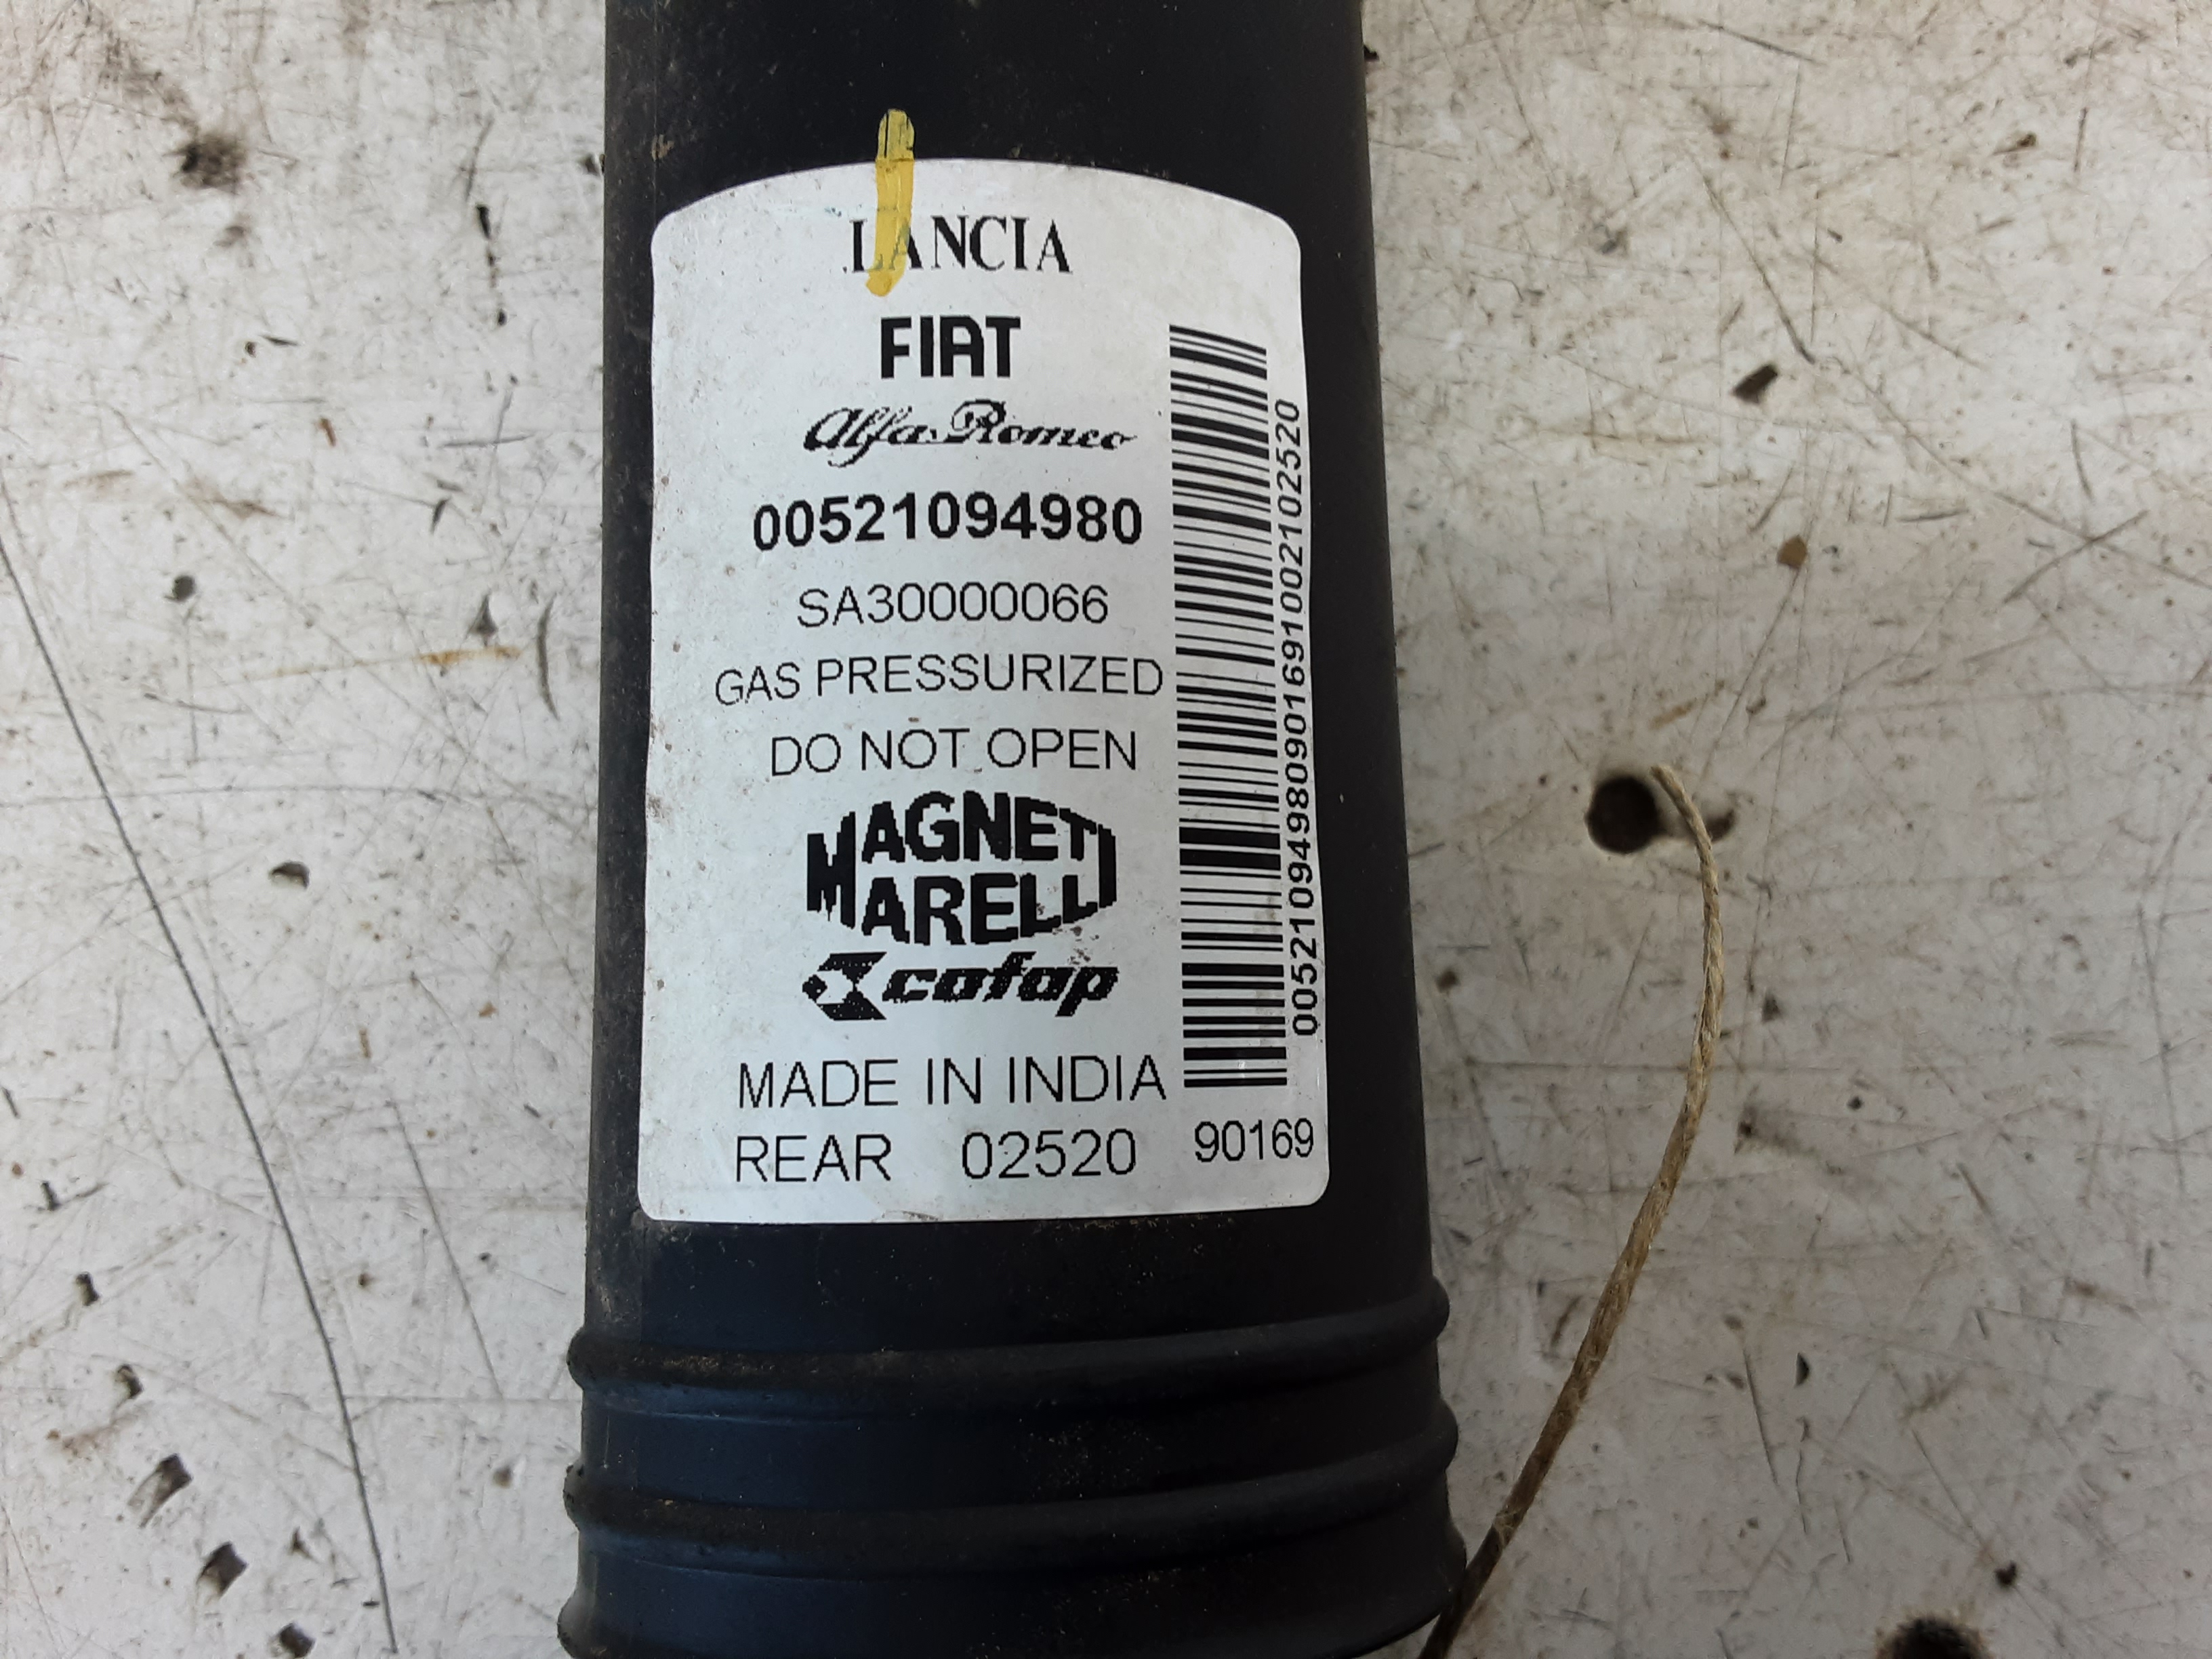 LANCIA
FIAT
Alfa Romeo
00521094980
SA30000066
GAS PRESSURIZED
DO NOT OPEN
MAGNETI
MARELLI
cofap
MADE IN INDIA
REAR 02520 90169
005210949809016910021002520